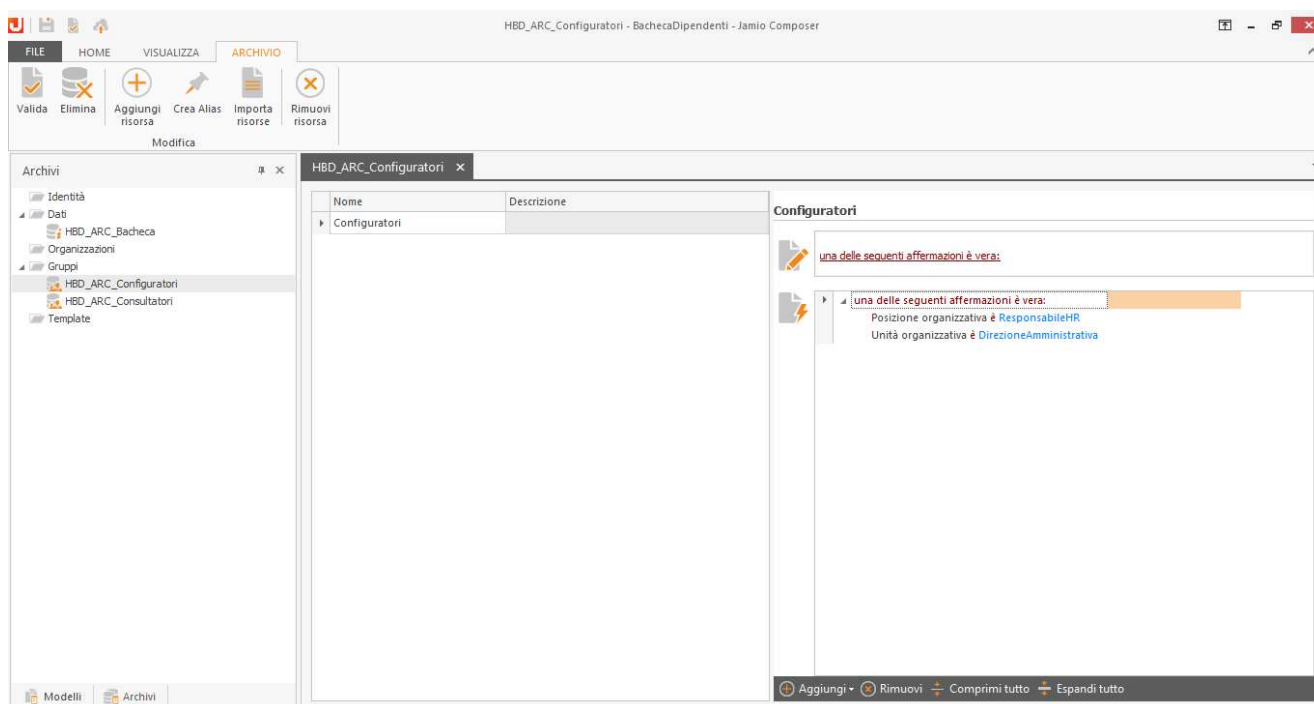 HBD_ARC_Configuratori - BachecaDipendenti - Jamio Composer
FILE HOME VISUALIZZA ARCHIVIO
Valida Elimina Aggiungi risorsa Crea Alias Importa risorse Rimuovi risorsa
Modifica
Archivi
HBD_ARC_Configuratori
Identità
Dati
HBD_ARC_Bacheca
Organizzazioni
Gruppi
HBD_ARC_Configuratori
HBD_ARC_Consultatori
Template
Nome Descrizione
Configuratori
Configuratori
una delle seguenti affermazioni è vera:
una delle seguenti affermazioni è vera:
Posizione organizzativa è ResponsabileHR
Unità organizzativa è DirezioneAmministrativa
Aggiungi Rimuovi Comprimi tutto Espandi tutto
Modelli Archivi